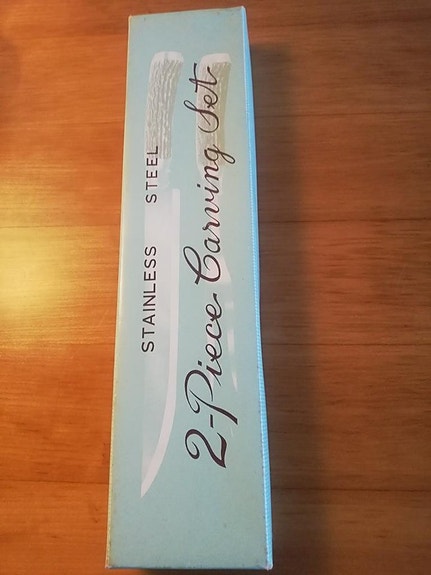 STAINLESS STEEL
2-Piece Carving Set